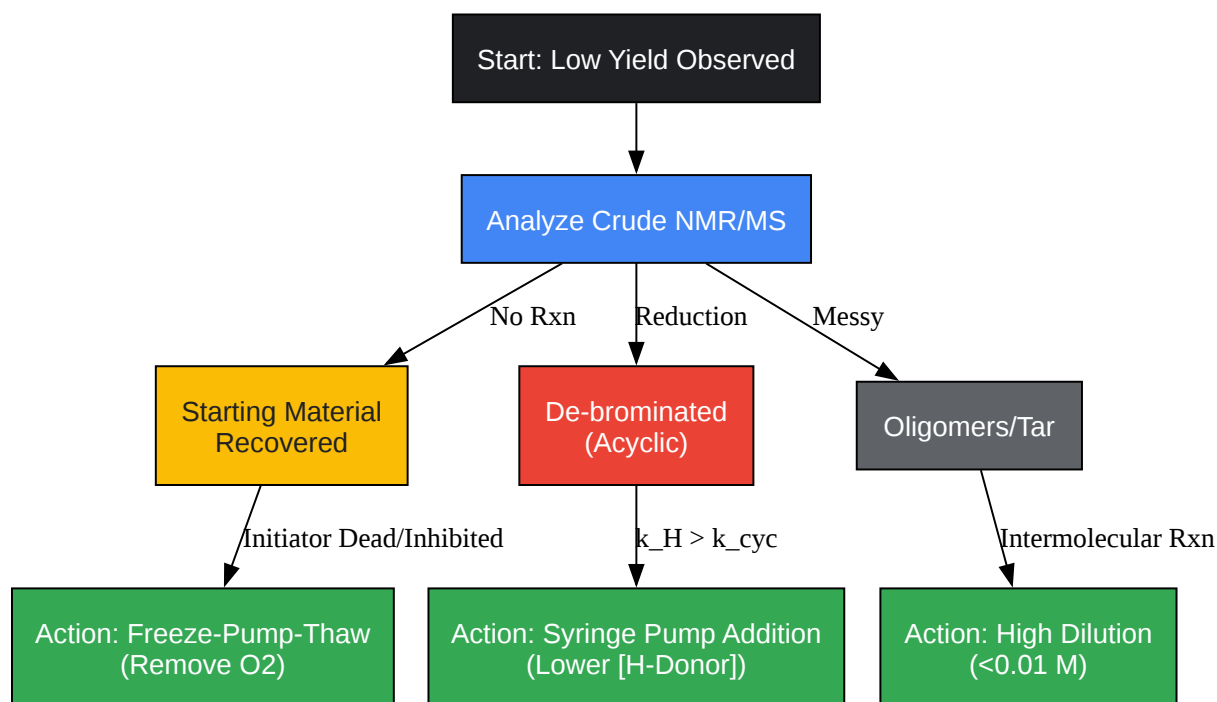 Start: Low Yield Observed
Analyze Crude NMR/MS
No Rxn
Reduction
Messy
Starting Material
Recovered
De-brominated
(Acyclic)
Oligomers/Tar
Initiator Dead/Inhibited
k_H > k_cyc
Intermolecular Rxn
Action: Freeze-Pump-Thaw
(Remove O2)
Action: Syringe Pump Addition
(Lower [H-Donor])
Action: High Dilution
(<0.01 M)